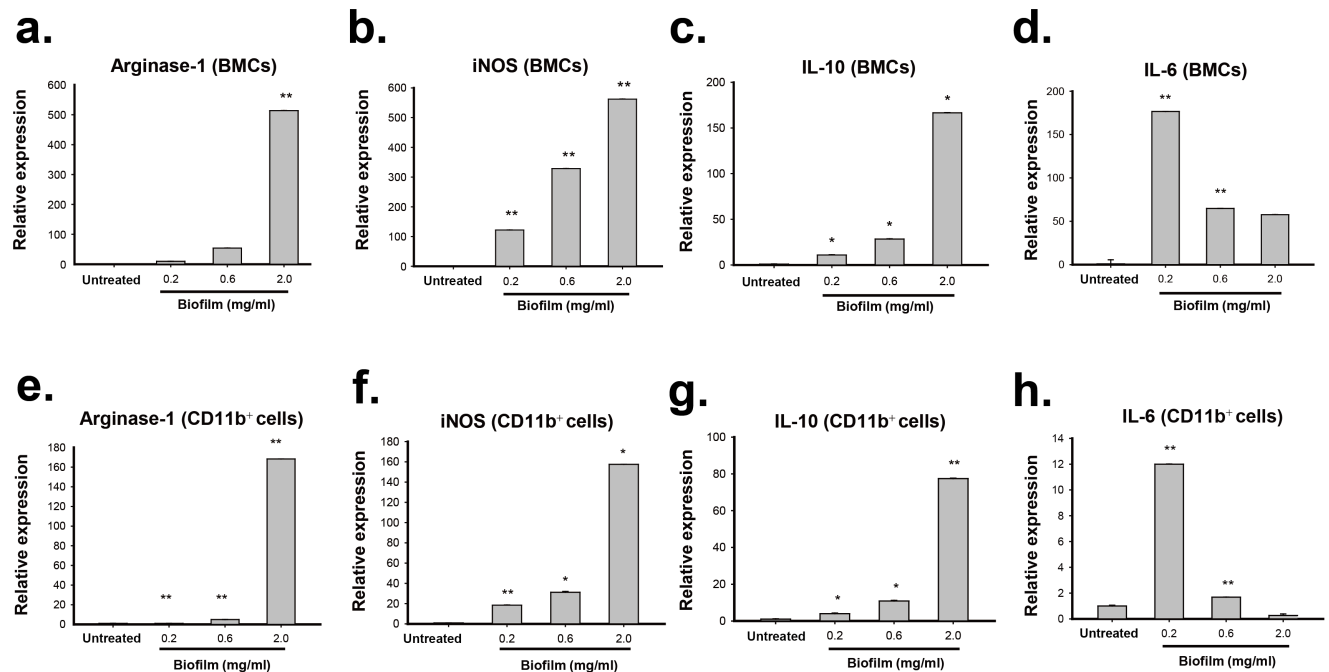 a.
Arginase-1 (BMCs)
Relative expression
600
500
400
300
200
100
0
Untreated
0.2
0.6
2.0
**
Biofilm (mg/ml)
b.
iNOS (BMCs)
Relative expression
600
500
400
300
200
100
0
Untreated
0.2
0.6
2.0
**
**
**
Biofilm (mg/ml)
c.
IL-10 (BMCs)
Relative expression
200
150
100
50
0
Untreated
0.2
0.6
2.0
*
*
*
Biofilm (mg/ml)
d.
IL-6 (BMCs)
Relative expression
200
150
100
50
0
Untreated
0.2
0.6
2.0
**
**
Biofilm (mg/ml)
e.
Arginase-1 (CD11b⁺ cells)
Relative expression
180
160
140
120
100
80
60
40
20
0
Untreated
0.2
0.6
2.0
**
**
**
Biofilm (mg/ml)
f.
iNOS (CD11b⁺ cells)
Relative expression
180
160
140
120
100
80
60
40
20
0
Untreated
0.2
0.6
2.0
**
*
*
Biofilm (mg/ml)
g.
IL-10 (CD11b⁺ cells)
Relative expression
100
80
60
40
20
0
Untreated
0.2
0.6
2.0
*
*
**
Biofilm (mg/ml)
h.
IL-6 (CD11b⁺ cells)
Relative expression
14
12
10
8
6
4
2
0
Untreated
0.2
0.6
2.0
**
**
Biofilm (mg/ml)